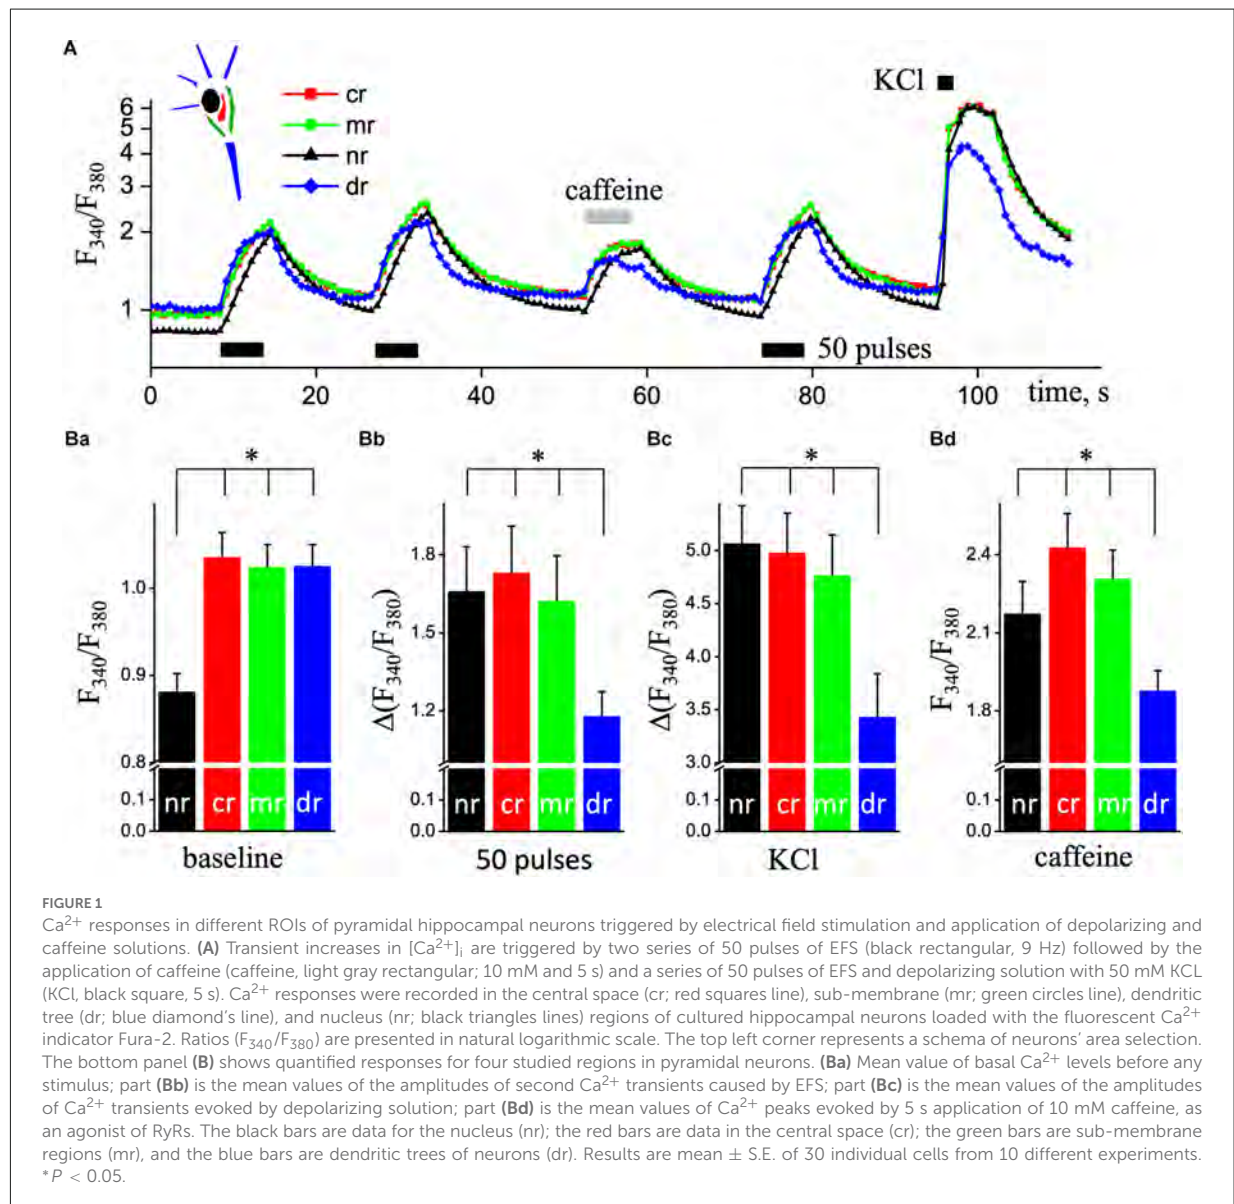 A
cr
mr
nr
dr
caffeine
KCl
F340/F380
6
5
4
3
2
1
50 pulses
0 20 40 60 80 100 time, s
Ba
*
F340/F380
1.0
0.9
0.8
0.1
0.0
nr cr mr dr
baseline
Bb
*
Δ(F340/F380)
1.8
1.5
1.2
0.1
0.0
nr cr mr dr
50 pulses
Bc
*
Δ(F340/F380)
5.0
4.5
4.0
3.5
3.0
0.1
0.0
nr cr mr dr
KCl
Bd
*
F340/F380
2.4
2.1
1.8
0.1
0.0
nr cr mr dr
caffeine
FIGURE 1
Ca2+ responses in different ROIs of pyramidal hippocampal neurons triggered by electrical field stimulation and application of depolarizing and
caffeine solutions. (A) Transient increases in [Ca2+]i are triggered by two series of 50 pulses of EFS (black rectangular, 9 Hz) followed by the
application of caffeine (caffeine, light gray rectangular; 10 mM and 5 s) and a series of 50 pulses of EFS and depolarizing solution with 50 mM KCL
(KCl, black square, 5 s). Ca2+ responses were recorded in the central space (cr; red squares line), sub-membrane (mr; green circles line), dendritic
tree (dr; blue diamond's line), and nucleus (nr; black triangles lines) regions of cultured hippocampal neurons loaded with the fluorescent Ca2+
indicator Fura-2. Ratios (F340/F380) are presented in natural logarithmic scale. The top left corner represents a schema of neurons' area selection.
The bottom panel (B) shows quantified responses for four studied regions in pyramidal neurons. (Ba) Mean value of basal Ca2+ levels before any
stimulus; part (Bb) is the mean values of the amplitudes of second Ca2+ transients caused by EFS; part (Bc) is the mean values of the amplitudes
of Ca2+ transients evoked by depolarizing solution; part (Bd) is the mean values of Ca2+ peaks evoked by 5 s application of 10 mM caffeine, as
an agonist of RyRs. The black bars are data for the nucleus (nr); the red bars are data in the central space (cr); the green bars are sub-membrane
regions (mr), and the blue bars are dendritic trees of neurons (dr). Results are mean ± S.E. of 30 individual cells from 10 different experiments.
*P < 0.05.